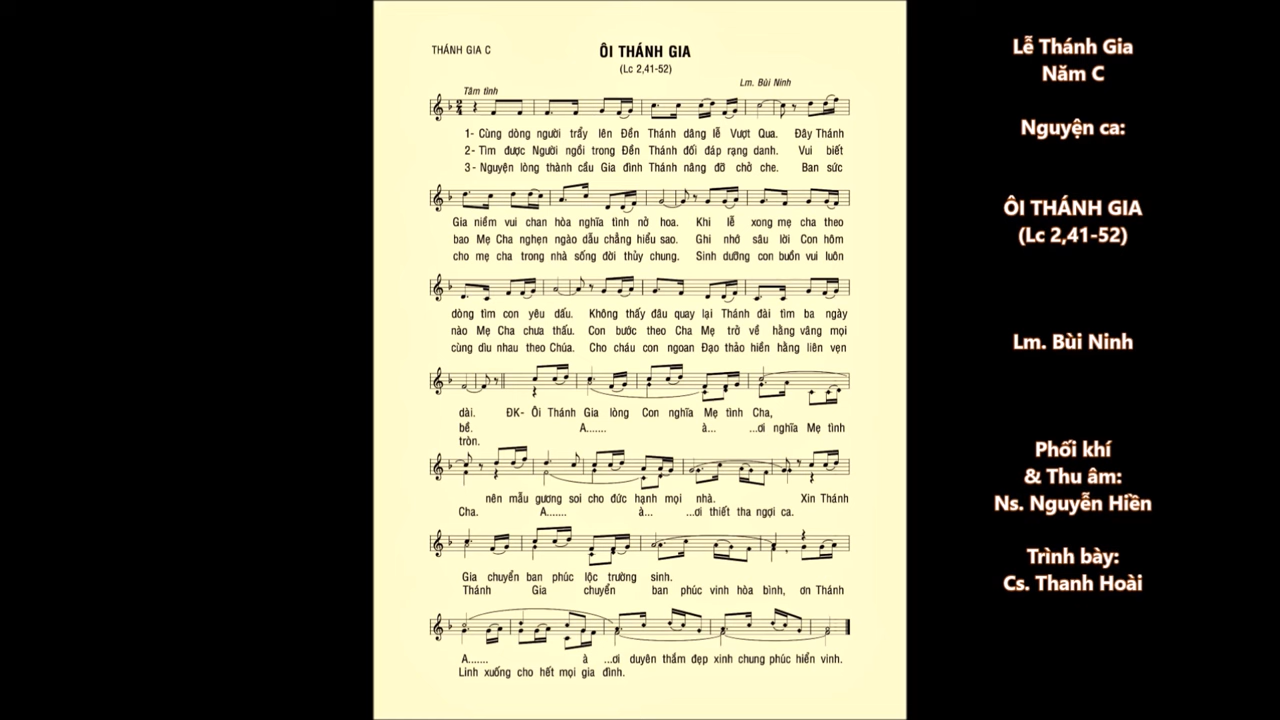 THÁNH GIA C
ÔI THÁNH GIA
(Lc 2,41-52)
Lm. Bùi Ninh
Tâm tình
1- Cùng dòng người trẩy lên Đền Thánh dâng lễ Vượt Qua. Đây Thánh
2- Tìm được Người ngồi trong Đền Thánh đối đáp rạng danh. Vui biết
3- Nguyện lòng thành cầu Gia đình Thánh nâng đỡ chở che. Ban sức
Gia niềm vui chan hòa nghĩa tình nở hoa. Khi lễ xong mẹ cha theo
bao Mẹ Cha nghẹn ngào dẫu chẳng hiểu sao. Ghi nhớ sâu lời Con hôm
cho mẹ cha trong nhà sống đời thủy chung. Sinh dưỡng con buồn vui luôn
dòng tìm con yêu dấu. Không thấy đâu quay lại Thánh đài tìm ba ngày
nào Mẹ Cha chưa thấu. Con bước theo Cha Mẹ trở về hằng vâng mọi
cùng dìu nhau theo Chúa. Cho cháu con ngoan Đạo thảo hiền hằng liên vẹn
dài. ĐK- Ôi Thánh Gia lòng Con nghĩa Mẹ tình Cha,
bề. A....... à... ...ơi nghĩa Mẹ tình
tròn.
nên mẫu gương soi cho đức hạnh mọi nhà. Xin Thánh
Cha. A....... à... ...ơi thiết tha ngợi ca.
Gia chuyển ban phúc lộc trường sinh.
Thánh Gia chuyển ban phúc vinh hòa bình, ơn Thánh
A....... à ...ơi duyên thắm đẹp xinh chung phúc hiển vinh.
Linh xuống cho hết mọi gia đình.
Lễ Thánh Gia
Năm C
Nguyện ca:
ÔI THÁNH GIA
(Lc 2,41-52)
Lm. Bùi Ninh
Phối khí
& Thu âm:
Ns. Nguyễn Hiền
Trình bày:
Cs. Thanh Hoài